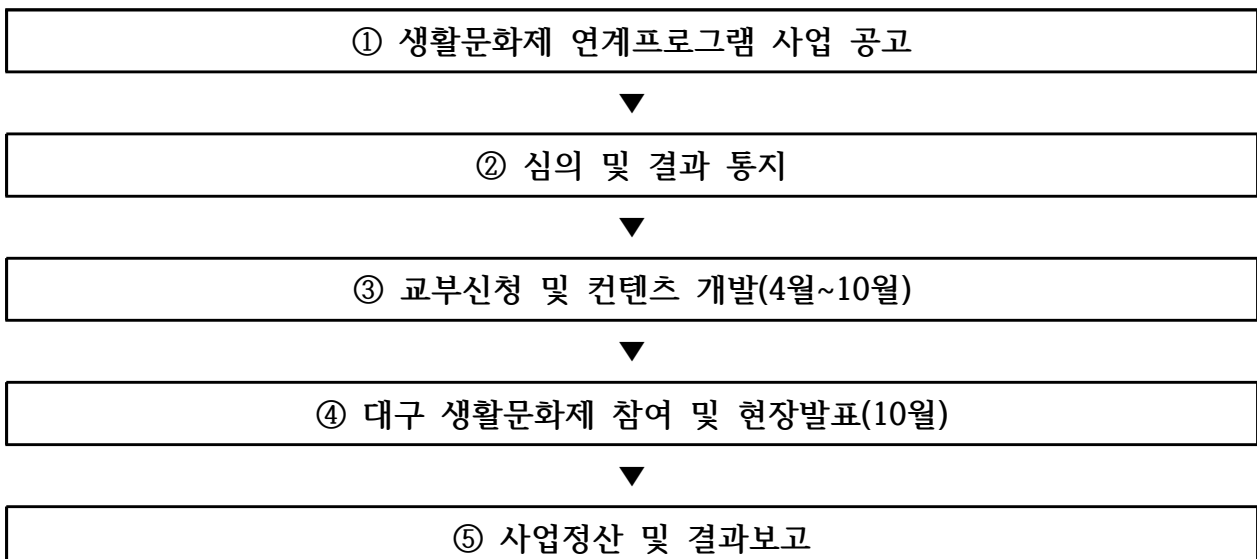 ① 생활문화제 연계프로그램 사업 공고
▼
② 심의 및 결과 통지
▼
③ 교부신청 및 컨텐츠 개발(4월~10월)
▼
④ 대구 생활문화제 참여 및 현장발표(10월)
▼
⑤ 사업정산 및 결과보고